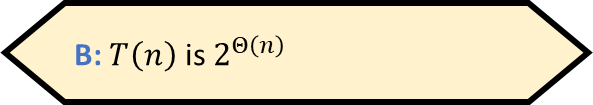 B: T(n) is 2^Θ(n)